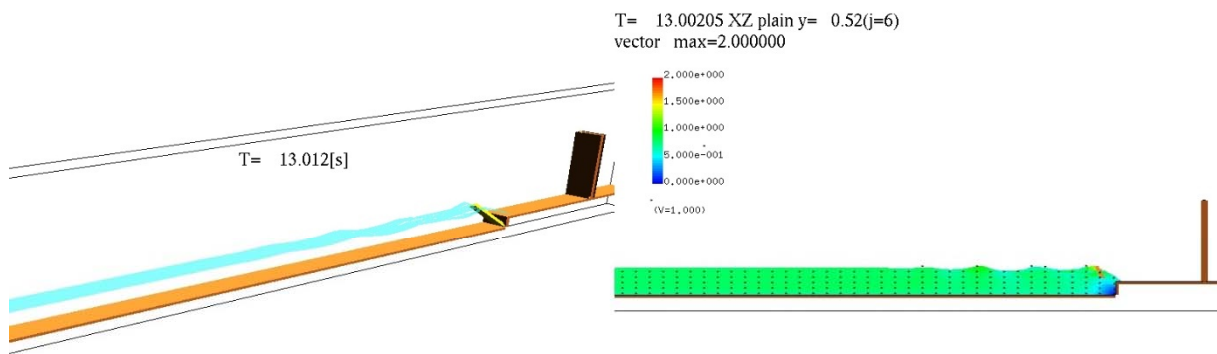 T= 13.012[s]
T= 13.00205 XZ plain y= 0.52(j=6)
vector max=2.000000
2.000e+000
1.500e+000
1.000e+000
5.000e-001
0.000e+000
(V=1.000)